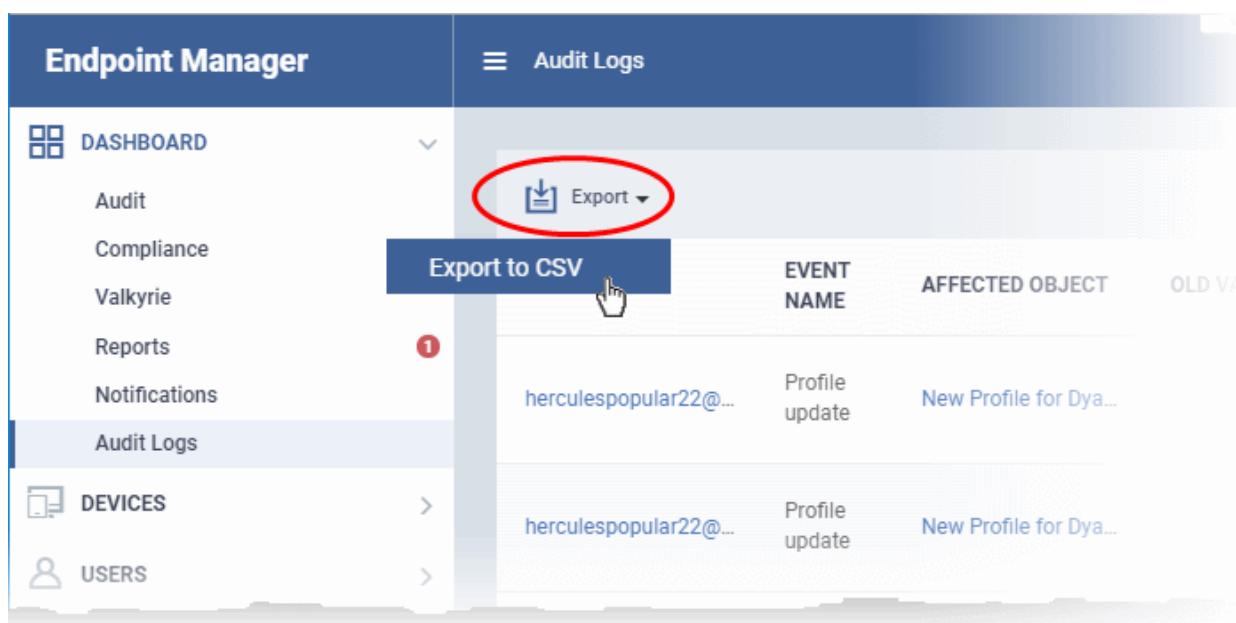 Endpoint Manager
Audit Logs
DASHBOARD
Audit
Compliance
Valkyrie
Reports
1
Notifications
Audit Logs
DEVICES
USERS
Export
Export to CSV
EVENT
NAME
AFFECTED OBJECT
OLD
herculespopular22@...
Profile
update
New Profile for Dya...
herculespopular22@...
Profile
update
New Profile for Dya...